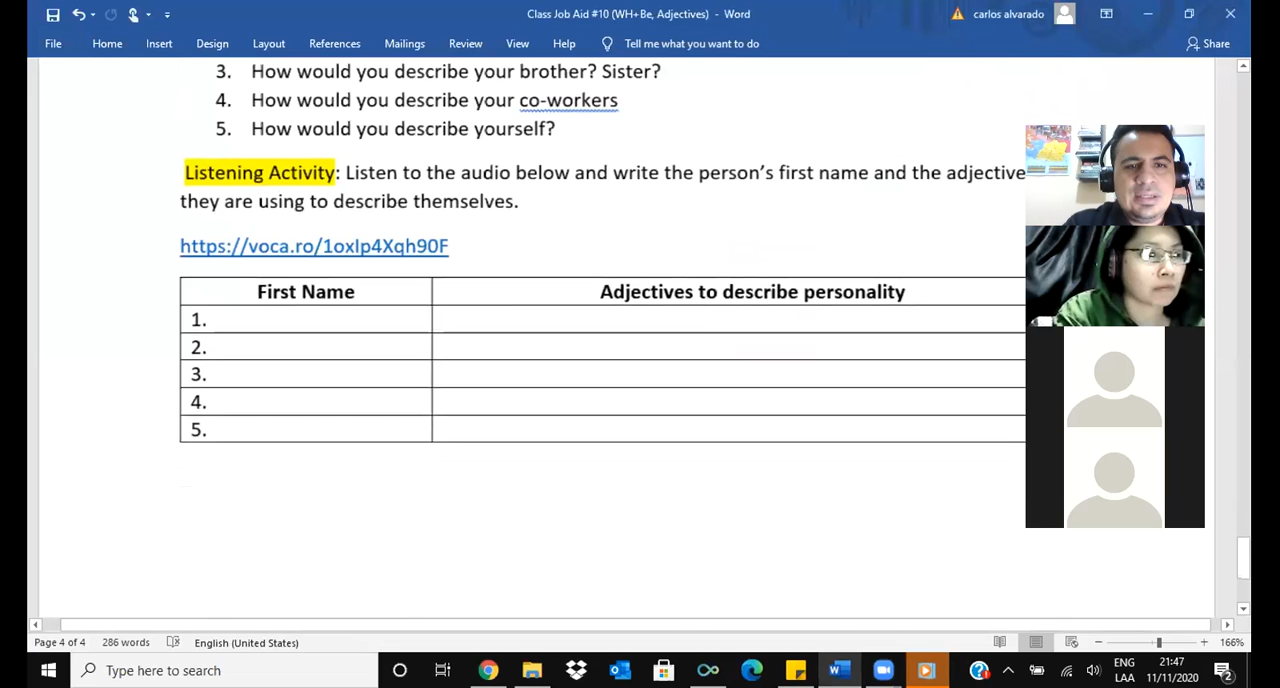 Class Job Aid #10 (WH+Be, Adjectives) - Word
carlos alvarado
File Home Insert Design Layout References Mailings Review View Help Tell me what you want to do Share
3. How would you describe your brother? Sister?
4. How would you describe your co-workers
5. How would you describe yourself?
Listening Activity: Listen to the audio below and write the person's first name and the adjective
they are using to describe themselves.
https://voca.ro/1oxIp4Xqh90F
First Name Adjectives to describe personality
1.
2.
3.
4.
5.
Page 4 of 4 286 words English (United States) 166%
Type here to search
ENG 21:47
LAA 11/11/2020
2